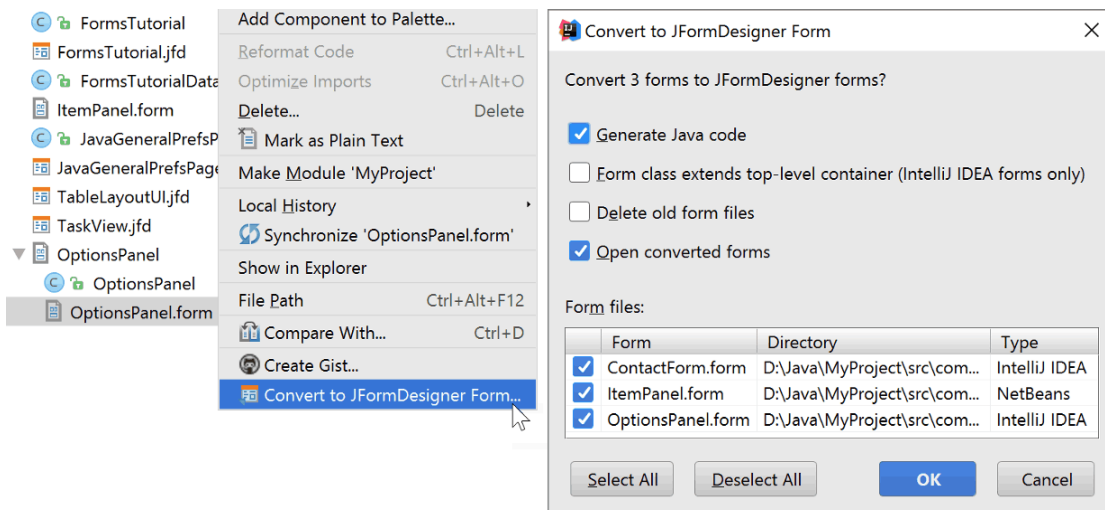 FormsTutorial
FormsTutorial.jfd
FormsTutorialData
ItemPanel.form
JavaGeneralPrefsP
JavaGeneralPrefsPage
TableLayoutUI.jfd
TaskView.jfd
OptionsPanel
OptionsPanel
OptionsPanel.form
Add Component to Palette...
Reformat Code Ctrl+Alt+L
Optimize Imports Ctrl+Alt+O
Delete... Delete
Mark as Plain Text
Make Module 'MyProject'
Local History
Synchronize 'OptionsPanel.form'
Show in Explorer
File Path Ctrl+Alt+F12
Compare With... Ctrl+D
Create Gist...
Convert to JFormDesigner Form...
Convert to JFormDesigner Form
Convert 3 forms to JFormDesigner forms?
Generate Java code
Form class extends top-level container (IntelliJ IDEA forms only)
Delete old form files
Open converted forms
Form files:
Form Directory Type
ContactForm.form D:\Java\MyProject\src\com... IntelliJ IDEA
ItemPanel.form D:\Java\MyProject\src\com... NetBeans
OptionsPanel.form D:\Java\MyProject\src\com... IntelliJ IDEA
Select All Deselect All OK Cancel